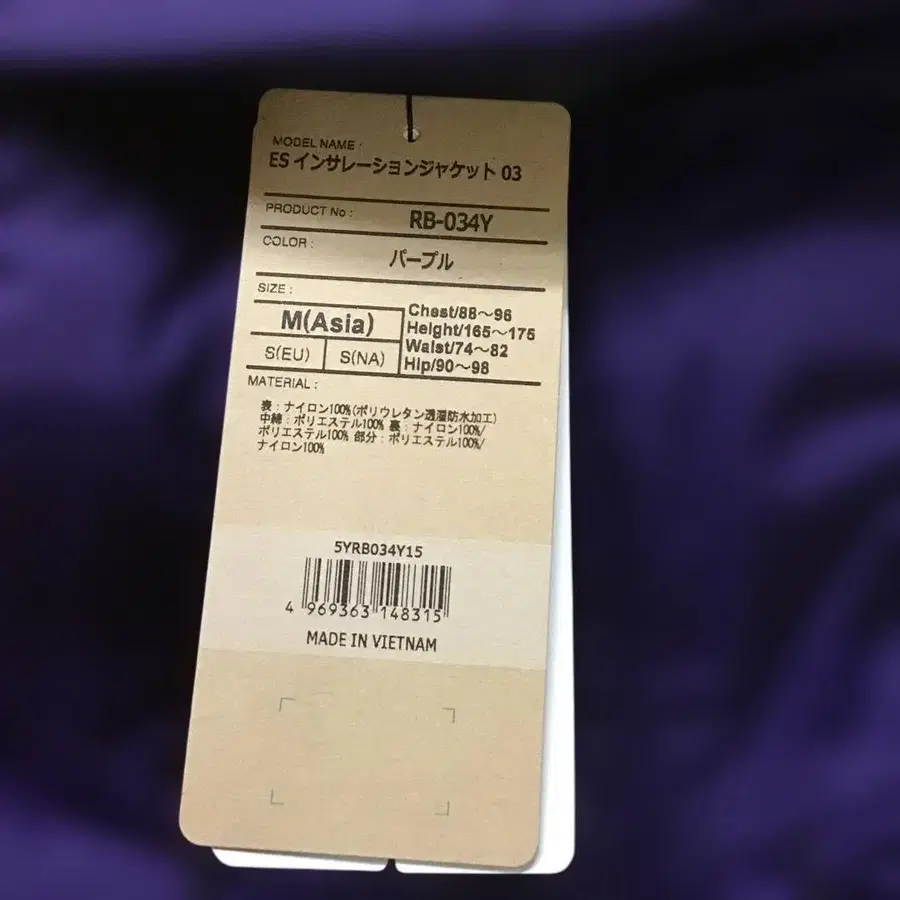 MODEL NAME :
ES インサレーションジャケット 03
PRODUCT No : RB-034Y
COLOR : パープル
SIZE :
M(Asia)
S(EU) S(NA)
Chest/88～96
Height/165～175
Waist/74～82
Hip/90～98
MATERIAL :
表：ナイロン100%(ポリウレタン透湿防水加工)
中綿：ポリエステル100% 裏：ナイロン100%/
ポリエステル100% 部分：ポリエステル100%/
ナイロン100%
5YRB034Y15
4 969363 148315
MADE IN VIETNAM